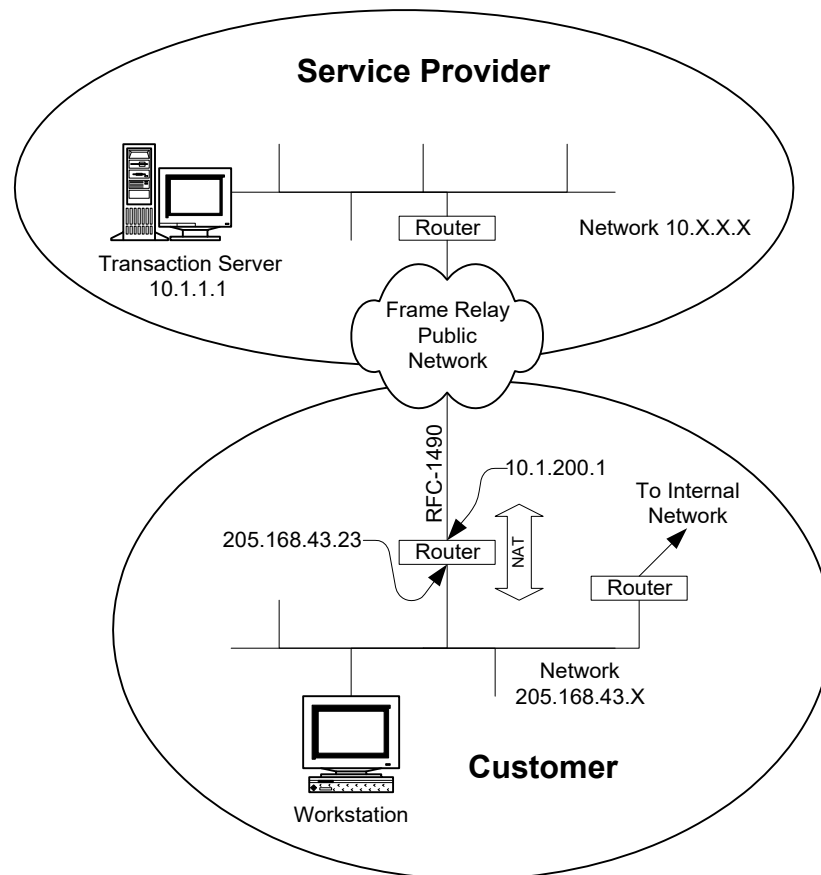 Service Provider
Router
Network 10.X.X.X
Transaction Server
10.1.1.1
Frame Relay
Public
Network
RFC-1490
10.1.200.1
To Internal
Network
205.168.43.23
Router
NAT
Router
Network
205.168.43.X
Customer
Workstation